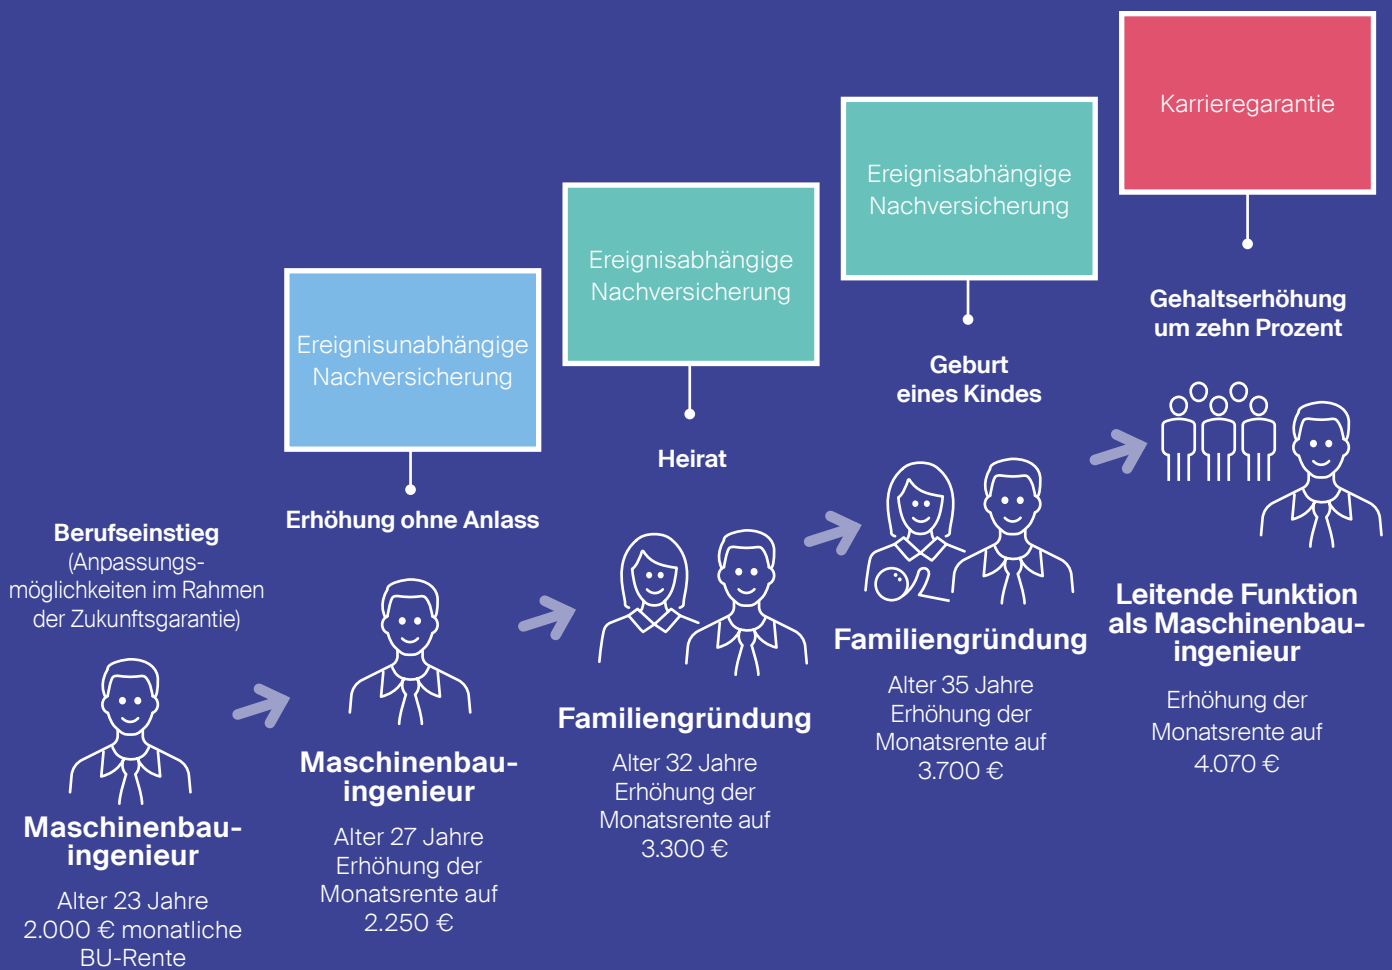 Berufseinstieg
(Anpassungs-
möglichkeiten im Rahmen
der Zukunftsgarantie)
Maschinenbau-
ingenieur
Alter 23 Jahre
2.000 € monatliche
BU-Rente
Ereignisunabhängige
Nachversicherung
Erhöhung ohne Anlass
Maschinenbau-
ingenieur
Alter 27 Jahre
Erhöhung der
Monatsrente auf
2.250 €
Ereignisabhängige
Nachversicherung
Heirat
Familiengründung
Alter 32 Jahre
Erhöhung der
Monatsrente auf
3.300 €
Ereignisabhängige
Nachversicherung
Geburt
eines Kindes
Familiengründung
Alter 35 Jahre
Erhöhung der
Monatsrente auf
3.700 €
Karrieregarantie
Gehaltserhöhung
um zehn Prozent
Leitende Funktion
als Maschinenbau-
ingenieur
Erhöhung der
Monatsrente auf
4.070 €